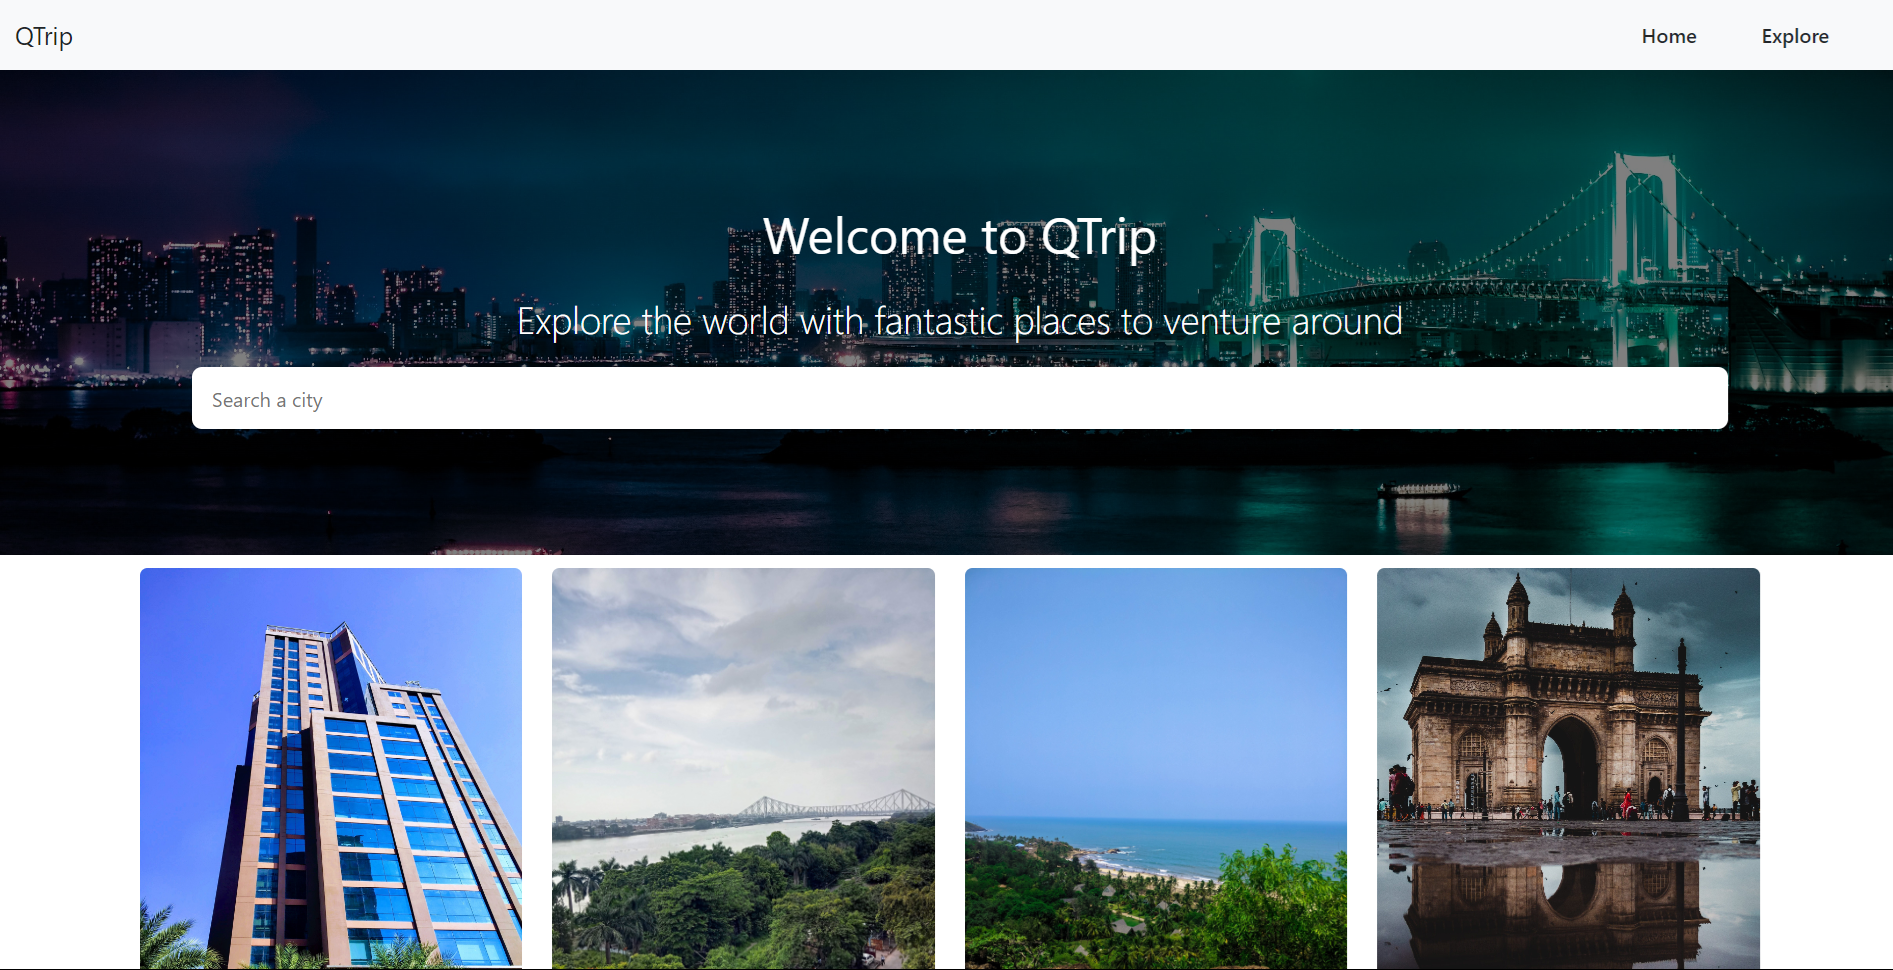 QTrip
Home
Explore
Welcome to QTrip
Explore the world with fantastic places to venture around
Search a city